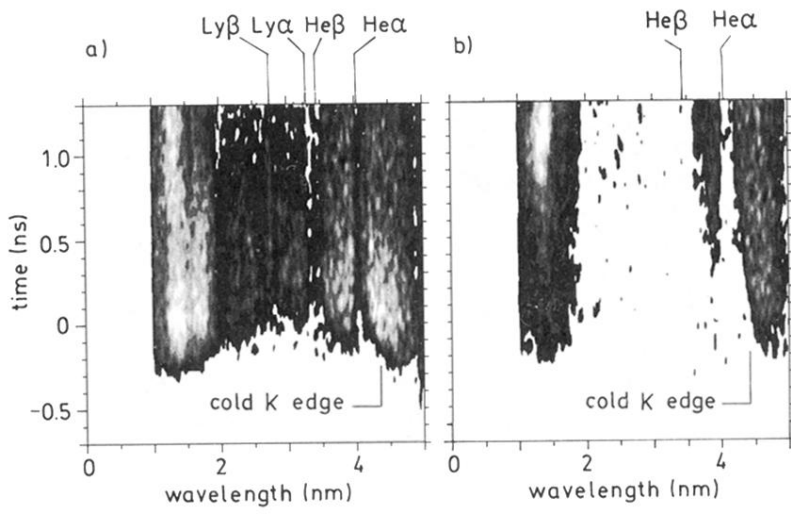 a)
Lyβ Lyα Heβ Heα
1.0
0.5
0
-0.5
time (ns)
cold K edge
0 2 4
wavelength (nm)
b)
Heβ Heα
cold K edge
0 2 4
wavelength (nm)